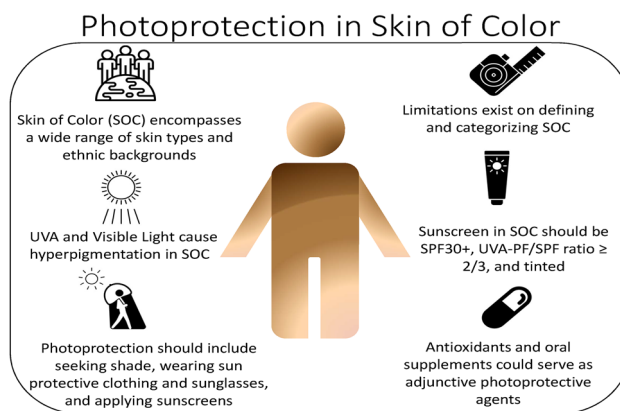 Photoprotection in Skin of Color
Skin of Color (SOC) encompasses
a wide range of skin types and
ethnic backgrounds
UVA and Visible Light cause
hyperpigmentation in SOC
Photoprotection should include
seeking shade, wearing sun
protective clothing and sunglasses,
and applying sunscreens
Limitations exist on defining
and categorizing SOC
Sunscreen in SOC should be
SPF30+, UVA-PF/SPF ratio ≥
2/3, and tinted
Antioxidants and oral
supplements could serve as
adjunctive photoprotective
agents